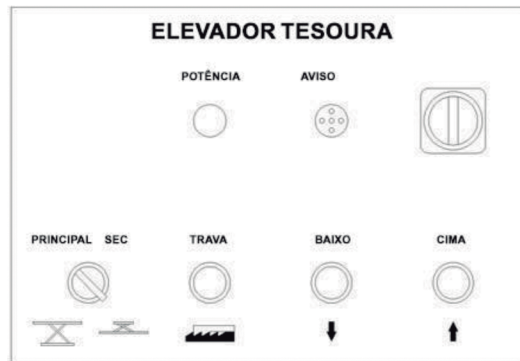 ELEVADOR TESOURA
POTÊNCIA AVISO
PRINCIPAL SEC TRAVA BAIXO CIMA